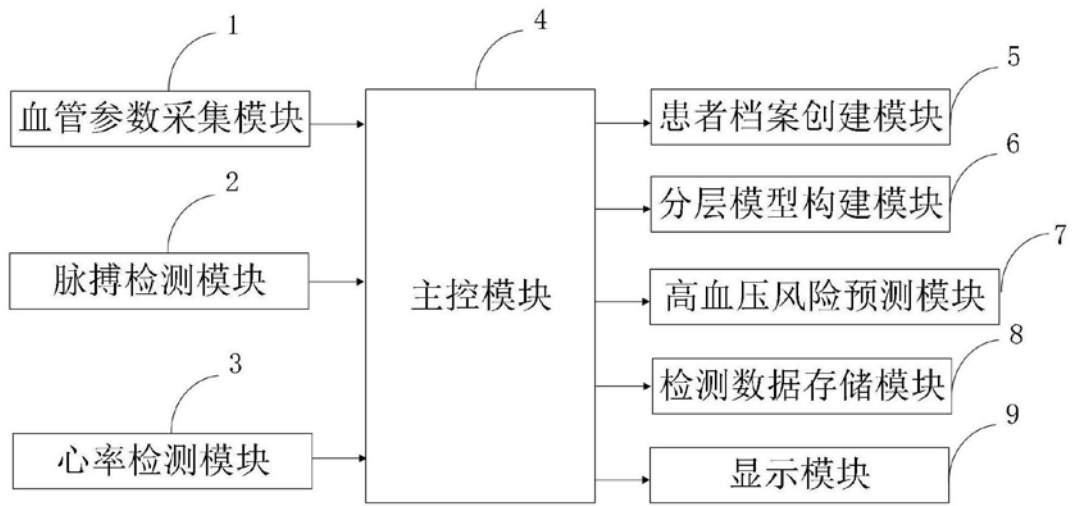 1
血管参数采集模块
2
脉搏检测模块
3
心率检测模块
4
主控模块
5
患者档案创建模块
6
分层模型构建模块
7
高血压风险预测模块
8
检测数据存储模块
9
显示模块